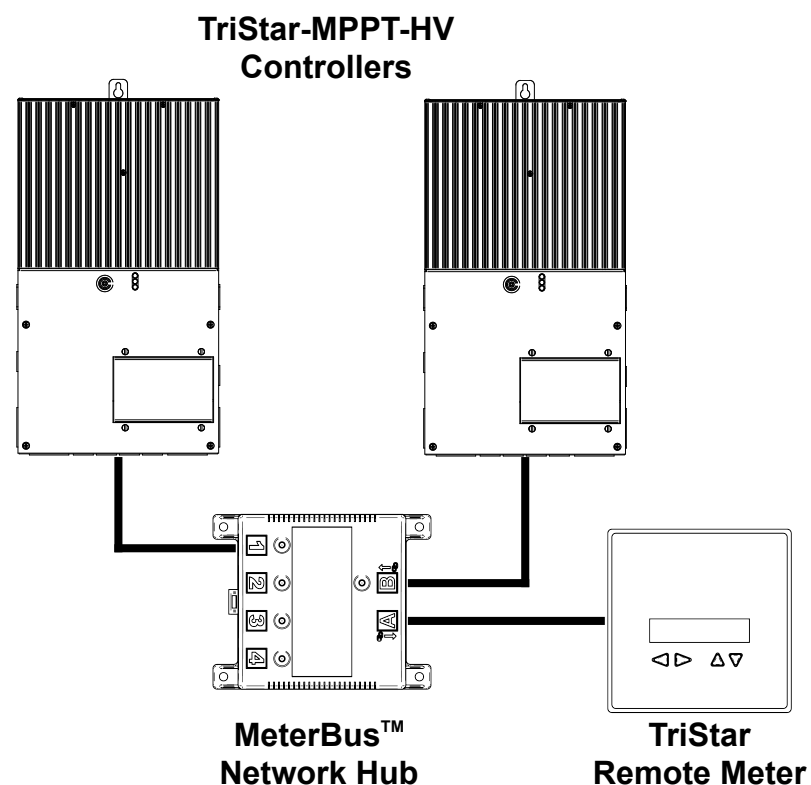 TriStar-MPPT-HV
Controllers
1
2
3
4
B
A
MeterBus™
Network Hub
TriStar
Remote Meter